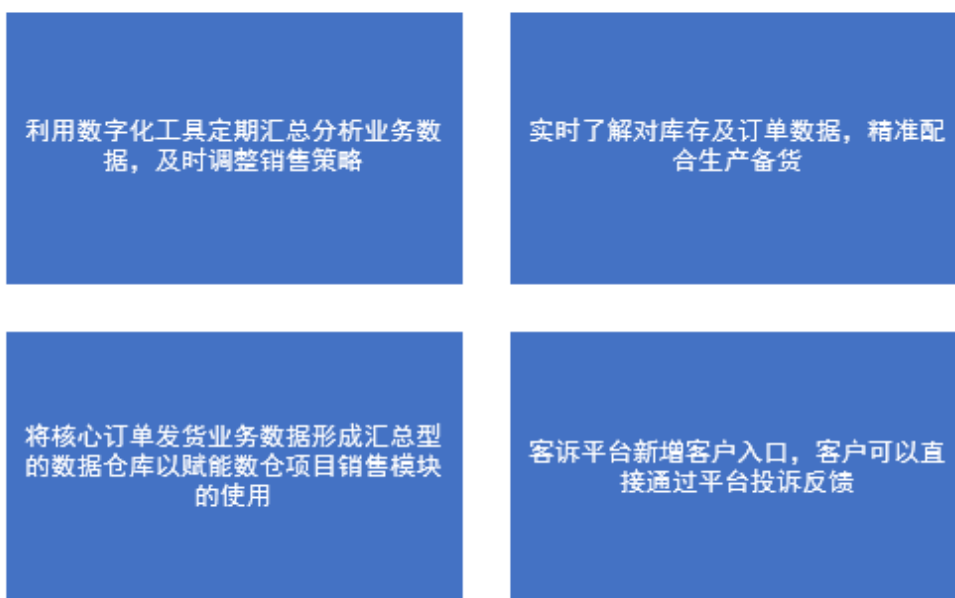 利用数字化工具定期汇总分析业务数
据，及时调整销售策略
实时了解对库存及订单数据，精准配
合生产备货
将核心订单发货业务数据形成汇总型
的数据仓库以赋能数仓项目销售模块
的使用
客诉平台新增客户入口，客户可以直
接通过平台投诉反馈